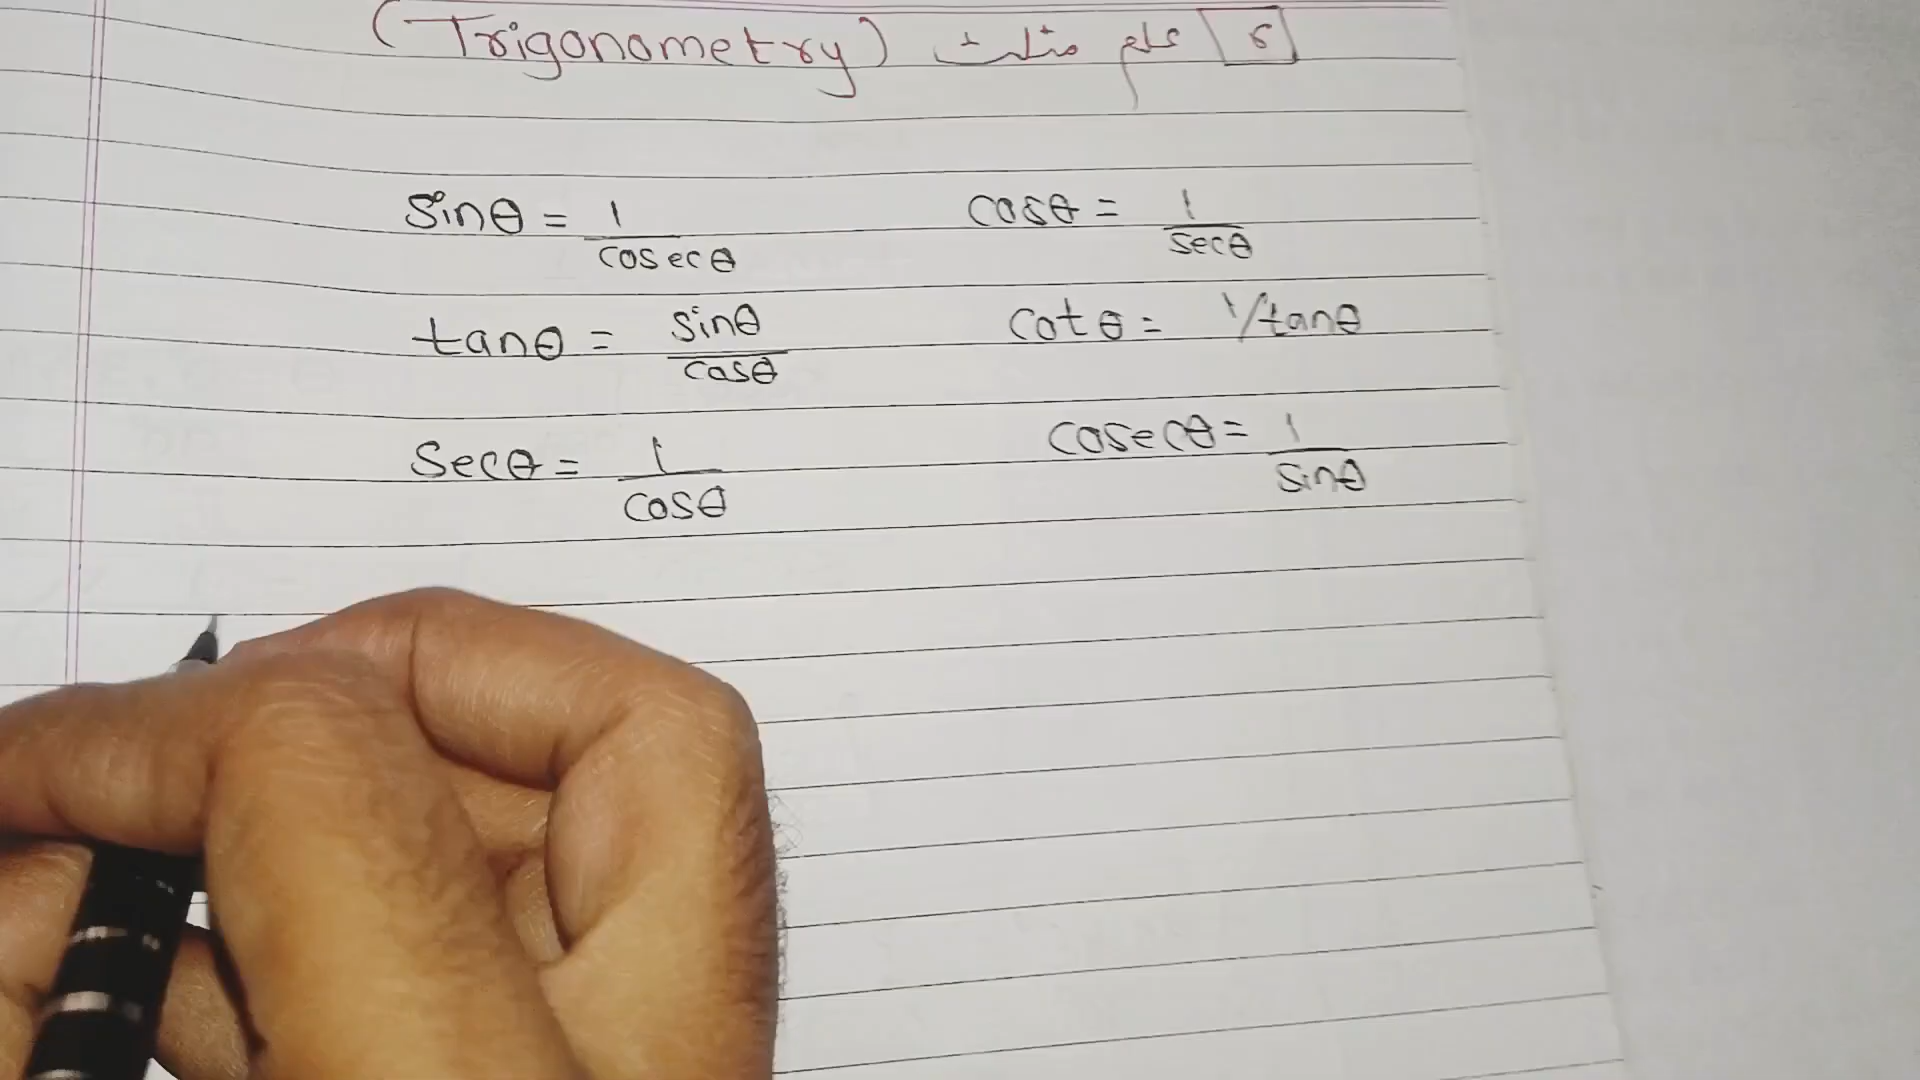 ۶ علم مثلث (Trigonometry)
sinθ = 1/cosecθ cosθ = 1/secθ
tanθ = sinθ/cosθ cotθ = 1/tanθ
secθ = 1/cosθ cosecθ = 1/sinθ